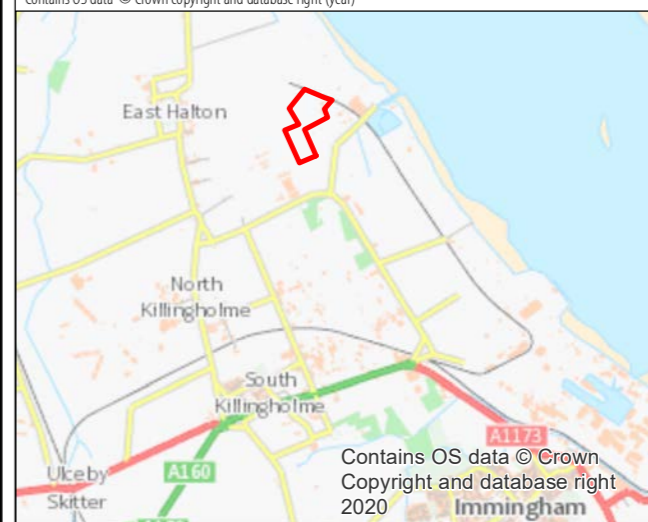 Contains OS data © Crown copyright and database right (year)
East Halton
North
Killingholme
South
Killingholme
A1173
A160
Ulceby
Skitter
Immingham
Contains OS data © Crown
Copyright and database right
2020